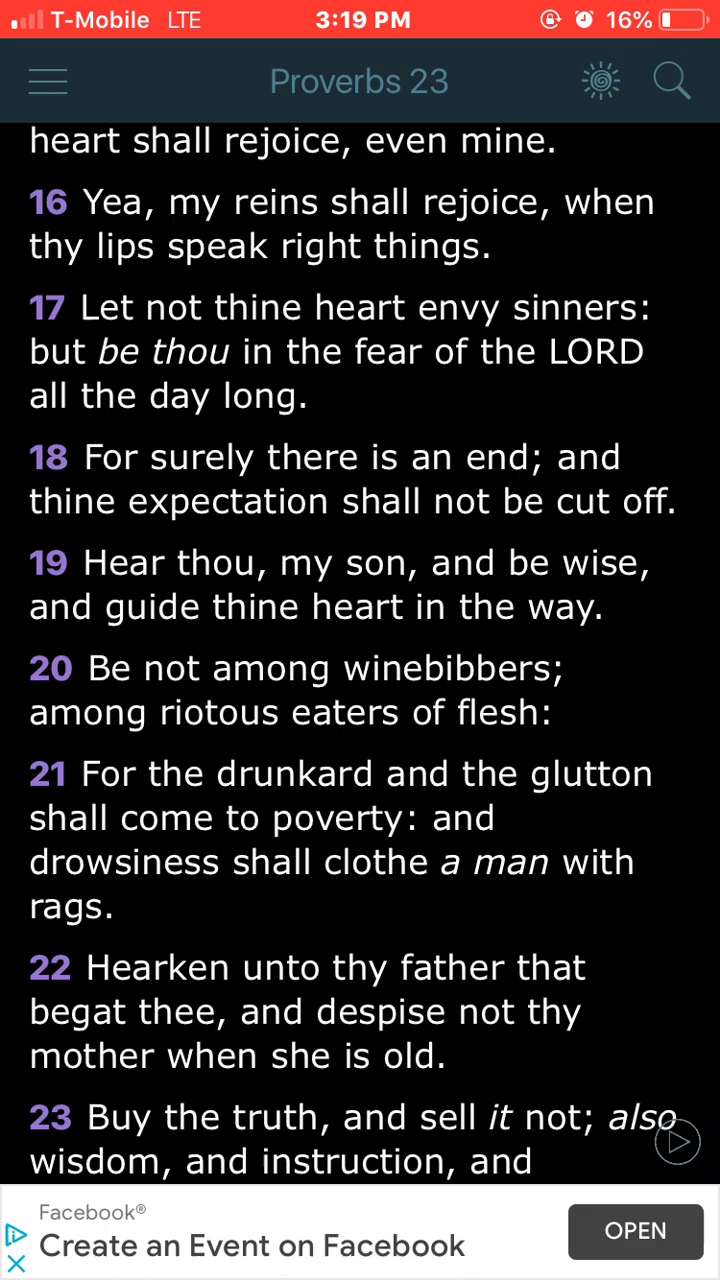 T-Mobile LTE 3:19 PM 16%
Proverbs 23
heart shall rejoice, even mine.
16 Yea, my reins shall rejoice, when
thy lips speak right things.
17 Let not thine heart envy sinners:
but be thou in the fear of the LORD
all the day long.
18 For surely there is an end; and
thine expectation shall not be cut off.
19 Hear thou, my son, and be wise,
and guide thine heart in the way.
20 Be not among winebibbers;
among riotous eaters of flesh:
21 For the drunkard and the glutton
shall come to poverty: and
drowsiness shall clothe a man with
rags.
22 Hearken unto thy father that
begat thee, and despise not thy
mother when she is old.
23 Buy the truth, and sell it not; also
wisdom, and instruction, and
Facebook®
Create an Event on Facebook
OPEN